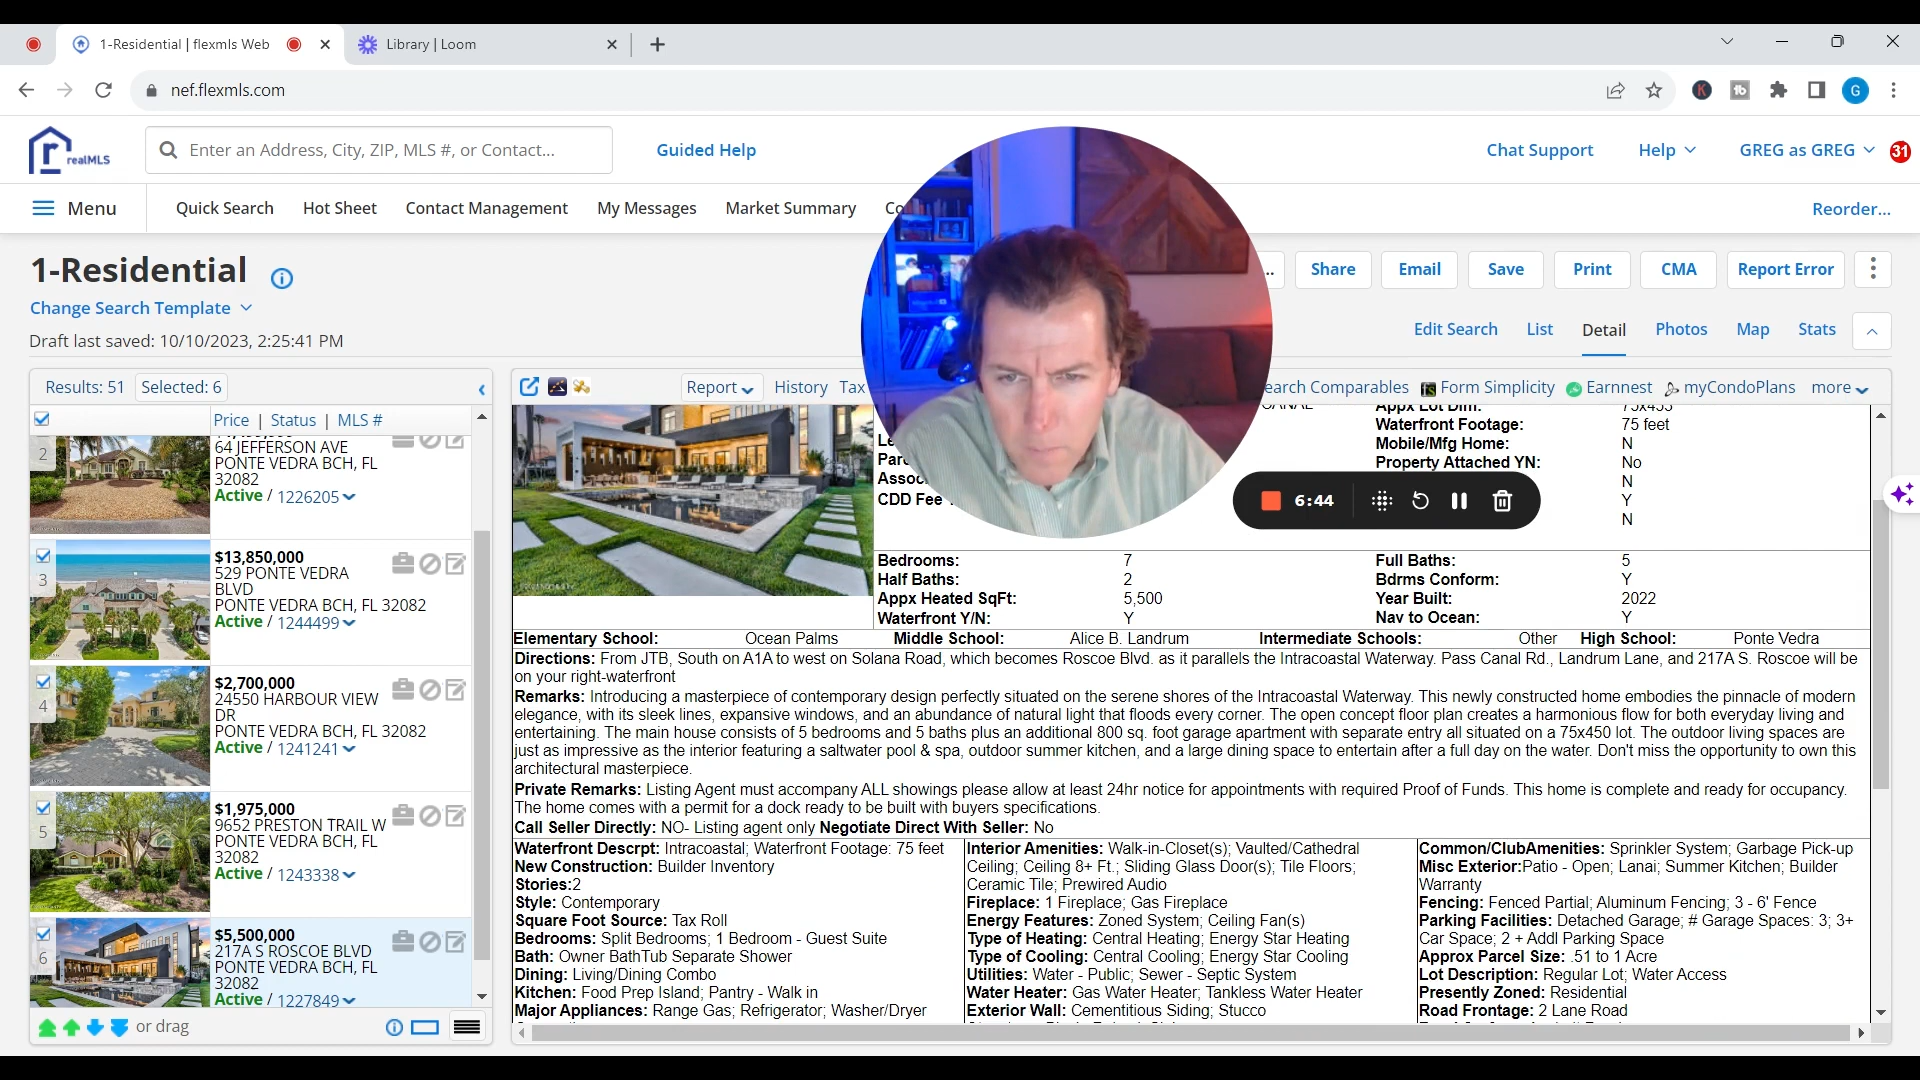 1-Residential | flexmls Web
Library | Loom
nef.flexmls.com
G
realMLS
Enter an Address, City, ZIP, MLS #, or Contact...
Guided Help
Chat Support
Help
GREG as GREG
31
Menu
Quick Search
Hot Sheet
Contact Management
My Messages
Market Summary
Reorder...
1-Residential
Change Search Template
Draft last saved: 10/10/2023, 2:25:41 PM
Share
Email
Save
Print
CMA
Report Error
Edit Search
List
Detail
Photos
Map
Stats
Results: 51
Selected: 6
Report
History
Tax
Search Comparables
Form Simplicity
Earnnest
myCondoPlans
more
Price | Status | MLS #
2
64 JEFFERSON AVE
PONTE VEDRA BCH, FL
32082
Active / 1226205
3
$13,850,000
529 PONTE VEDRA
BLVD
PONTE VEDRA BCH, FL 32082
Active / 1244499
4
$2,700,000
24550 HARBOUR VIEW
DR
PONTE VEDRA BCH, FL 32082
Active / 1241241
5
$1,975,000
9652 PRESTON TRAIL W
PONTE VEDRA BCH, FL
32082
Active / 1243338
6
$5,500,000
217A S ROSCOE BLVD
PONTE VEDRA BCH, FL
32082
Active / 1227849
or drag
CANAL
Appx Lot Dim: 75x455
Waterfront Footage: 75 feet
Mobile/Mfg Home: N
Property Attached YN: No
N
Y
N
CDD Fee
6:44
Bedrooms: 7 Full Baths: 5
Half Baths: 2 Bdrms Conform: Y
Appx Heated SqFt: 5,500 Year Built: 2022
Waterfront Y/N: Y Nav to Ocean: Y
Elementary School: Ocean Palms Middle School: Alice B. Landrum Intermediate Schools: Other High School: Ponte Vedra
Directions: From JTB, South on A1A to west on Solana Road, which becomes Roscoe Blvd. as it parallels the Intracoastal Waterway. Pass Canal Rd., Landrum Lane, and 217A S. Roscoe will be
on your right-waterfront
Remarks: Introducing a masterpiece of contemporary design perfectly situated on the serene shores of the Intracoastal Waterway. This newly constructed home embodies the pinnacle of modern
elegance, with its sleek lines, expansive windows, and an abundance of natural light that floods every corner. The open concept floor plan creates a harmonious flow for both everyday living and
entertaining. The main house consists of 5 bedrooms and 5 baths plus an additional 800 sq. foot garage apartment with separate entry all situated on a 75x450 lot. The outdoor living spaces are
just as impressive as the interior featuring a saltwater pool & spa, outdoor summer kitchen, and a large dining space to entertain after a full day on the water. Don't miss the opportunity to own this
architectural masterpiece.
Private Remarks: Listing Agent must accompany ALL showings please allow at least 24hr notice for appointments with required Proof of Funds. This home is complete and ready for occupancy.
The home comes with a permit for a dock ready to be built with buyers specifications.
Call Seller Directly: NO- Listing agent only Negotiate Direct With Seller: No
Waterfront Descrpt: Intracoastal; Waterfront Footage: 75 feet
New Construction: Builder Inventory
Stories:2
Style: Contemporary
Square Foot Source: Tax Roll
Bedrooms: Split Bedrooms; 1 Bedroom - Guest Suite
Bath: Owner BathTub Separate Shower
Dining: Living/Dining Combo
Kitchen: Food Prep Island; Pantry - Walk in
Major Appliances: Range Gas; Refrigerator; Washer/Dryer
Interior Amenities: Walk-in-Closet(s); Vaulted/Cathedral
Ceiling; Ceiling 8+ Ft.; Sliding Glass Door(s); Tile Floors;
Ceramic Tile; Prewired Audio
Fireplace: 1 Fireplace; Gas Fireplace
Energy Features: Zoned System; Ceiling Fan(s)
Type of Heating: Central Heating; Energy Star Heating
Type of Cooling: Central Cooling; Energy Star Cooling
Utilities: Water - Public; Sewer - Septic System
Water Heater: Gas Water Heater; Tankless Water Heater
Exterior Wall: Cementitious Siding; Stucco
Common/ClubAmenities: Sprinkler System; Garbage Pick-up
Misc Exterior:Patio - Open; Lanai; Summer Kitchen; Builder
Warranty
Fencing: Fenced Partial; Aluminum Fencing; 3 - 6' Fence
Parking Facilities: Detached Garage; # Garage Spaces: 3; 3+
Car Space; 2 + Addl Parking Space
Approx Parcel Size: .51 to 1 Acre
Lot Description: Regular Lot; Water Access
Presently Zoned: Residential
Road Frontage: 2 Lane Road